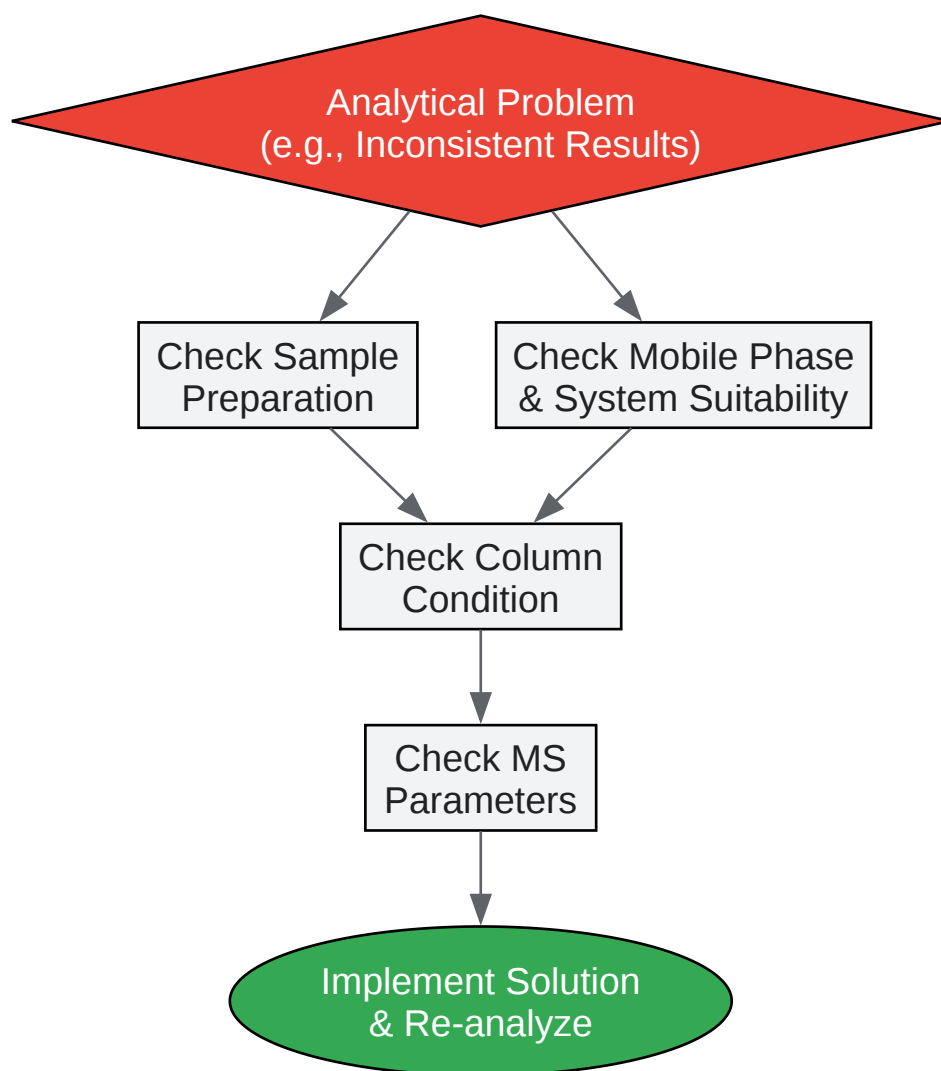 Analytical Problem
(e.g., Inconsistent Results)
Check Sample
Preparation
Check Mobile Phase
& System Suitability
Check Column
Condition
Check MS
Parameters
Implement Solution
& Re-analyze